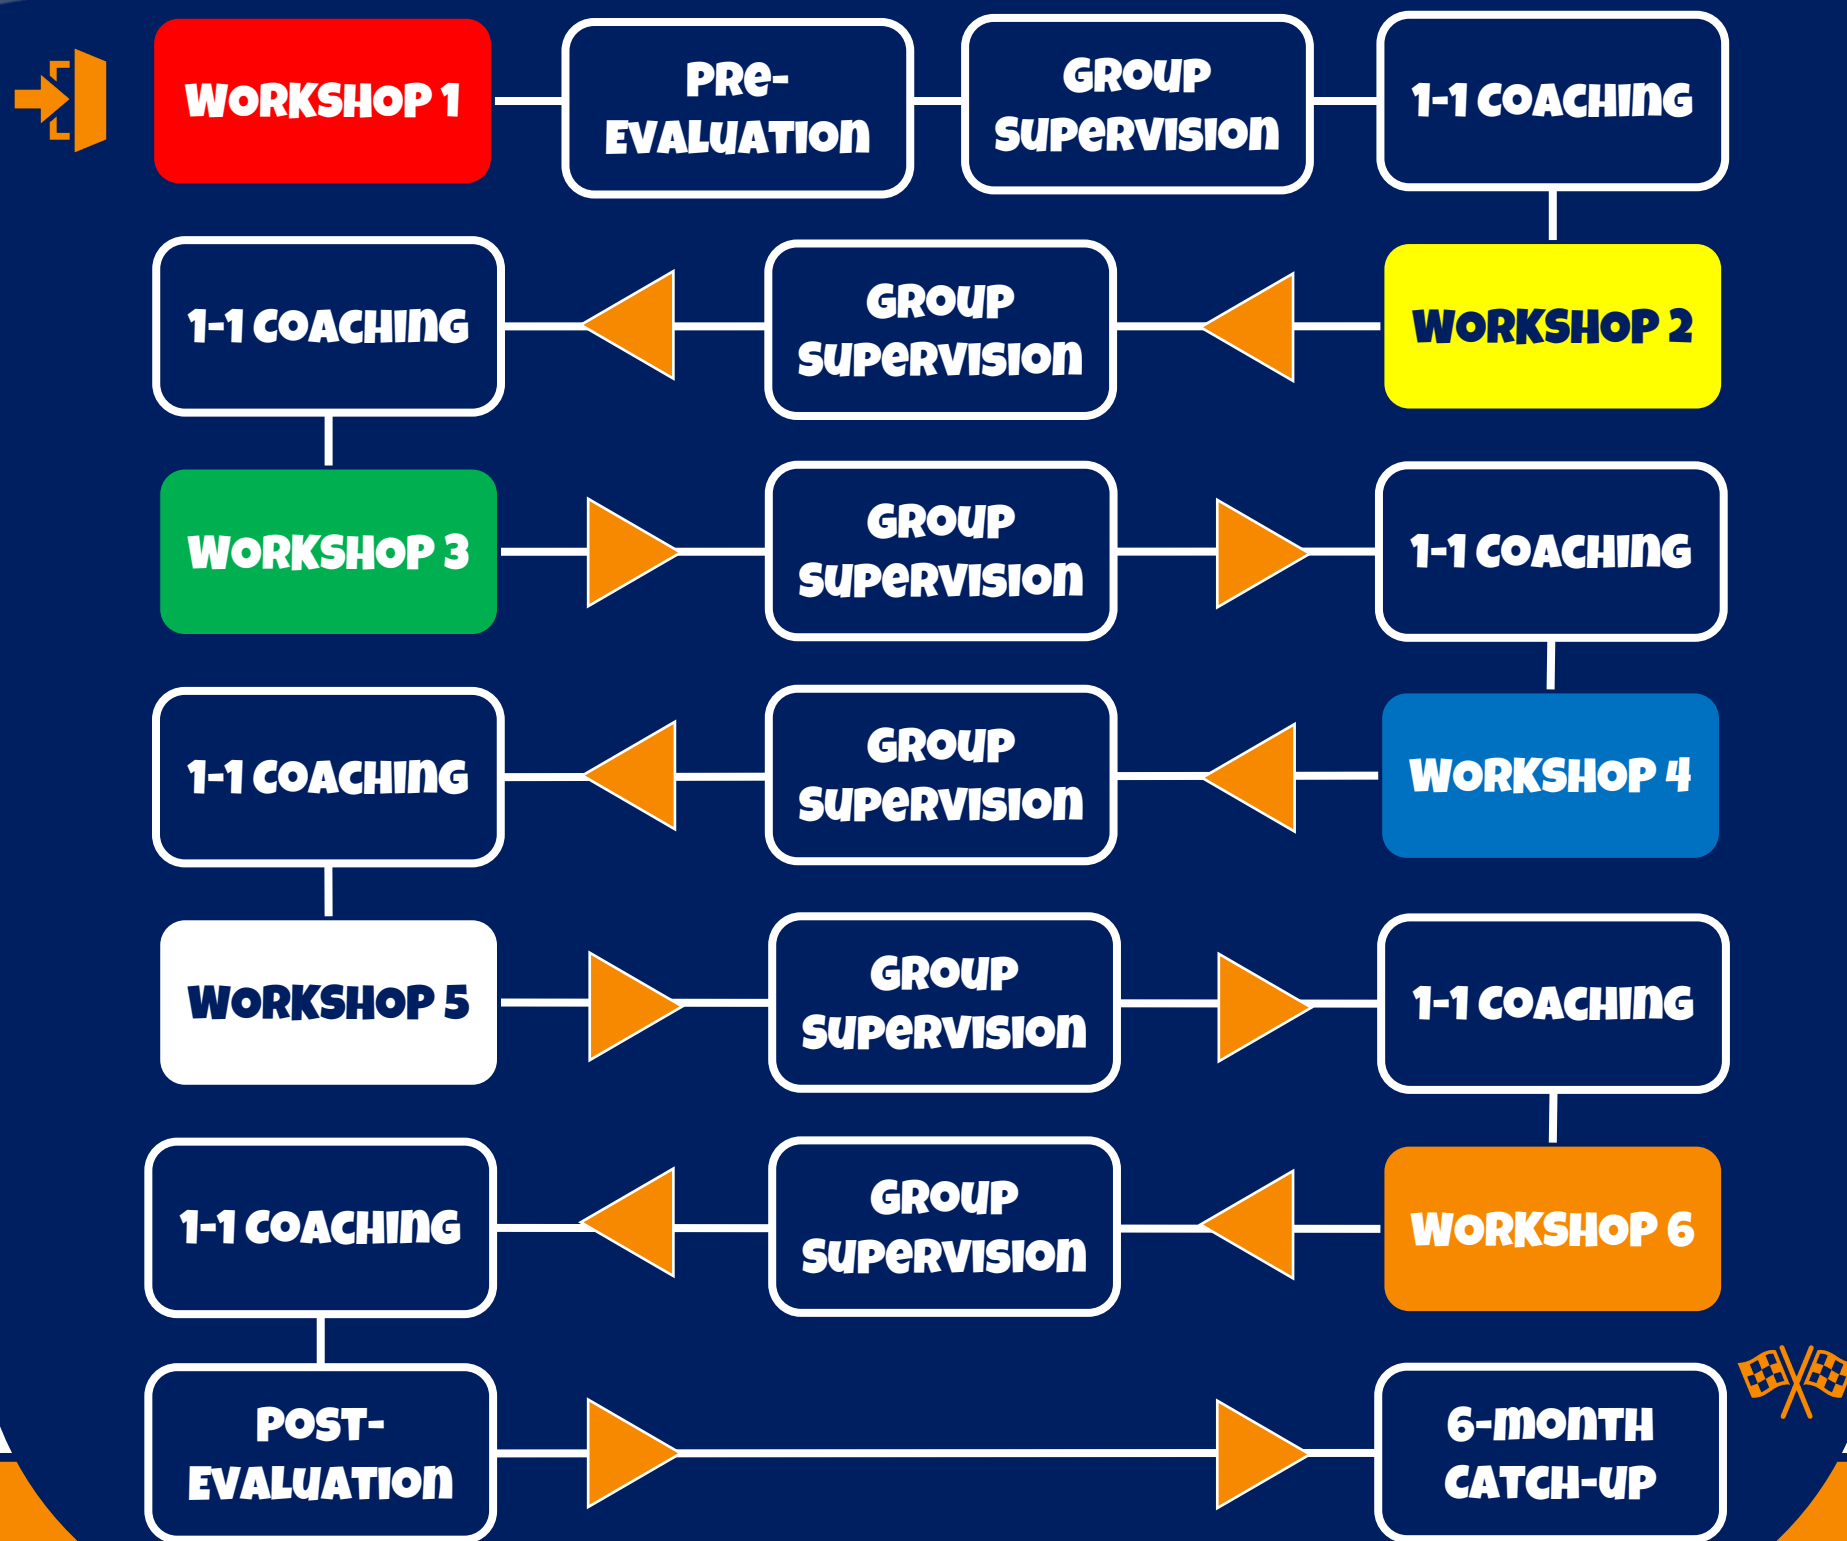 WORKSHOP 1
PRE-
EVALUATION
GROUP
SUPERVISION
1-1 COACHING
WORKSHOP 2
GROUP
SUPERVISION
1-1 COACHING
WORKSHOP 3
GROUP
SUPERVISION
1-1 COACHING
WORKSHOP 4
GROUP
SUPERVISION
1-1 COACHING
WORKSHOP 5
GROUP
SUPERVISION
1-1 COACHING
WORKSHOP 6
GROUP
SUPERVISION
1-1 COACHING
POST-
EVALUATION
6-MONTH
CATCH-UP